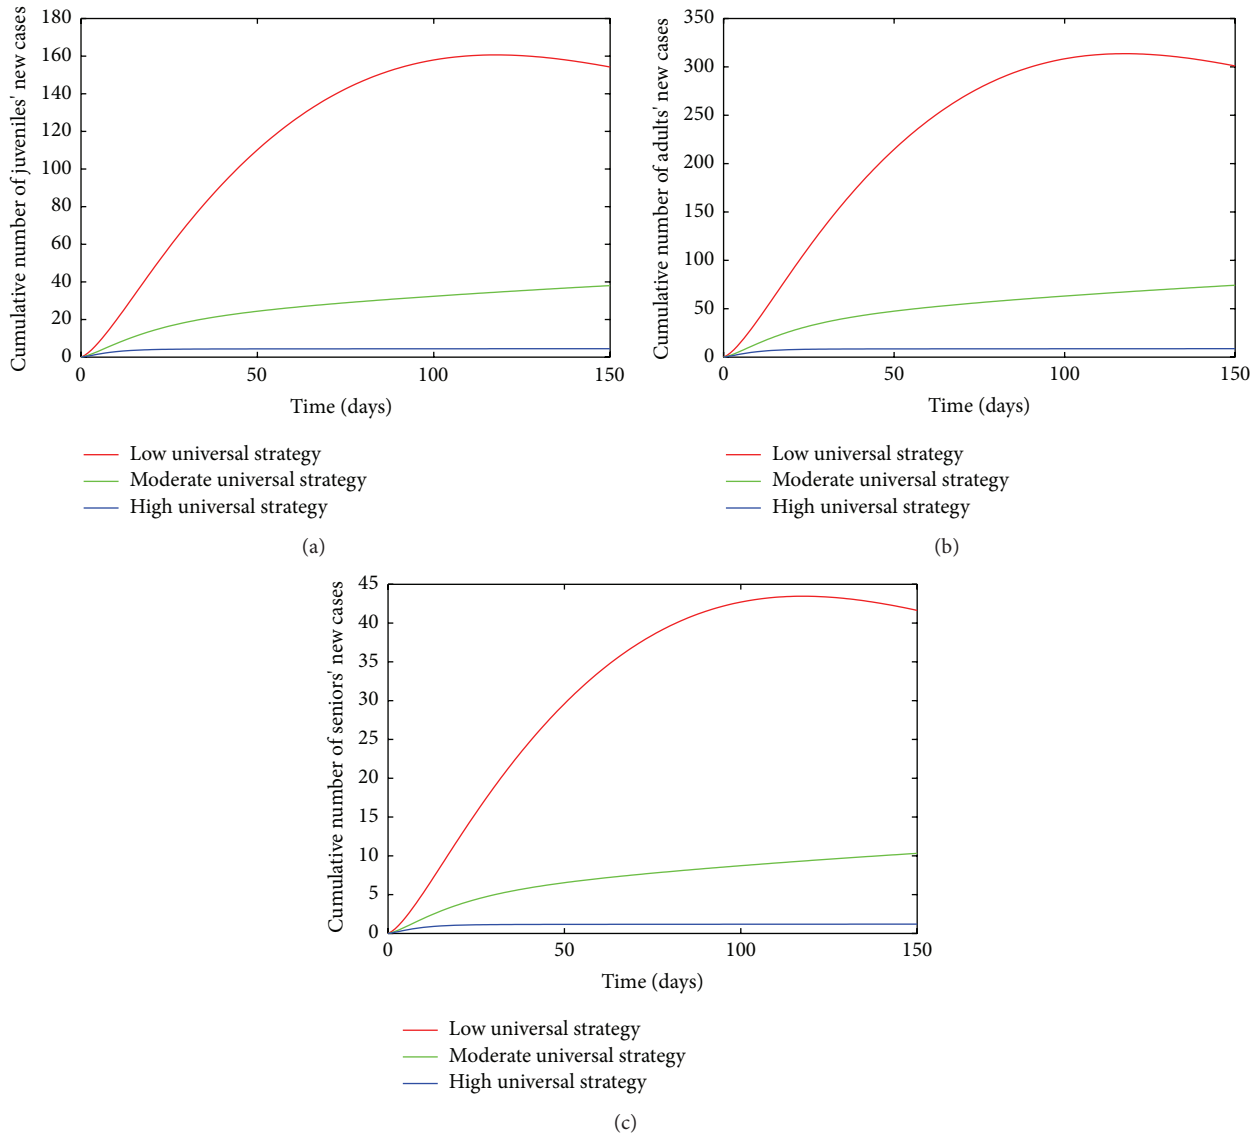 Cumulative number of juveniles' new cases
180
160
140
120
100
80
60
40
20
0
0 50 100 150
Time (days)
Low universal strategy
Moderate universal strategy
High universal strategy
(a)
Cumulative number of adults' new cases
350
300
250
200
150
100
50
0
0 50 100 150
Time (days)
Low universal strategy
Moderate universal strategy
High universal strategy
(b)
Cumulative number of seniors' new cases
45
40
35
30
25
20
15
10
5
0
0 50 100 150
Time (days)
Low universal strategy
Moderate universal strategy
High universal strategy
(c)